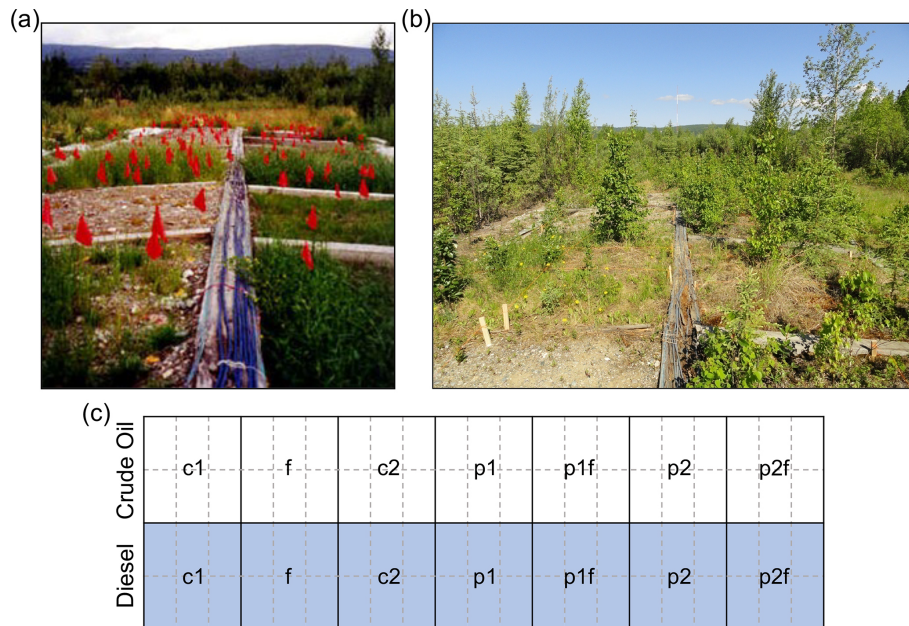 (a)
(b)
(c)
Crude Oil
c1 f c2 p1 p1f p2 p2f
Diesel
c1 f c2 p1 p1f p2 p2f